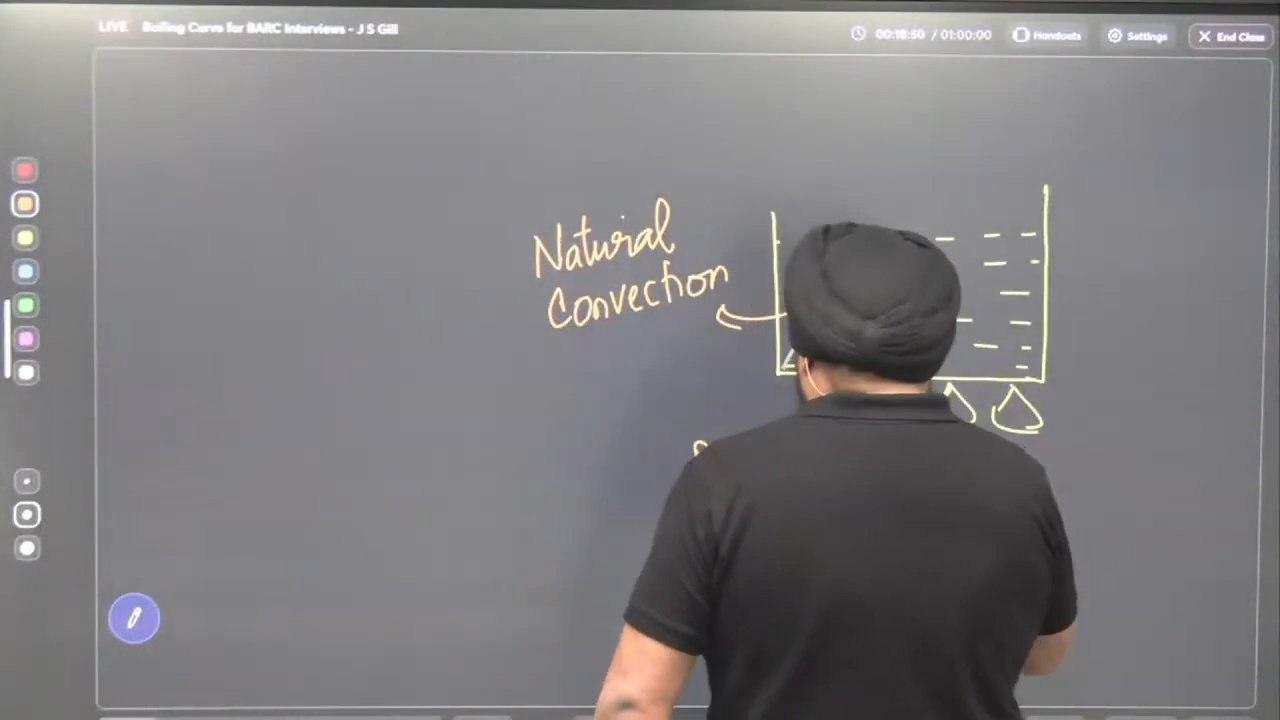 LIVE Boiling Curve for BARC Interviews - J S Gill
00:18:50 / 01:00:00
Handouts
Settings
End Class
Natural
Convection